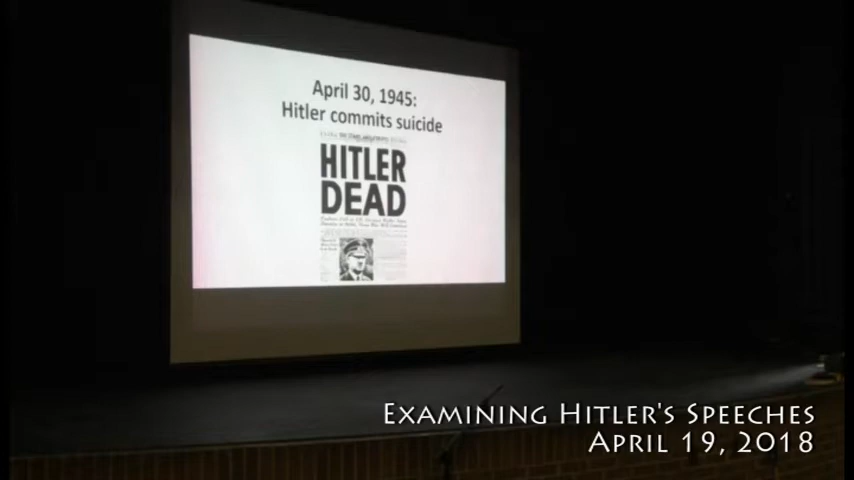 April 30, 1945:
Hitler commits suicide
HITLER
DEAD
EXAMINING HITLER'S SPEECHES
APRIL 19, 2018